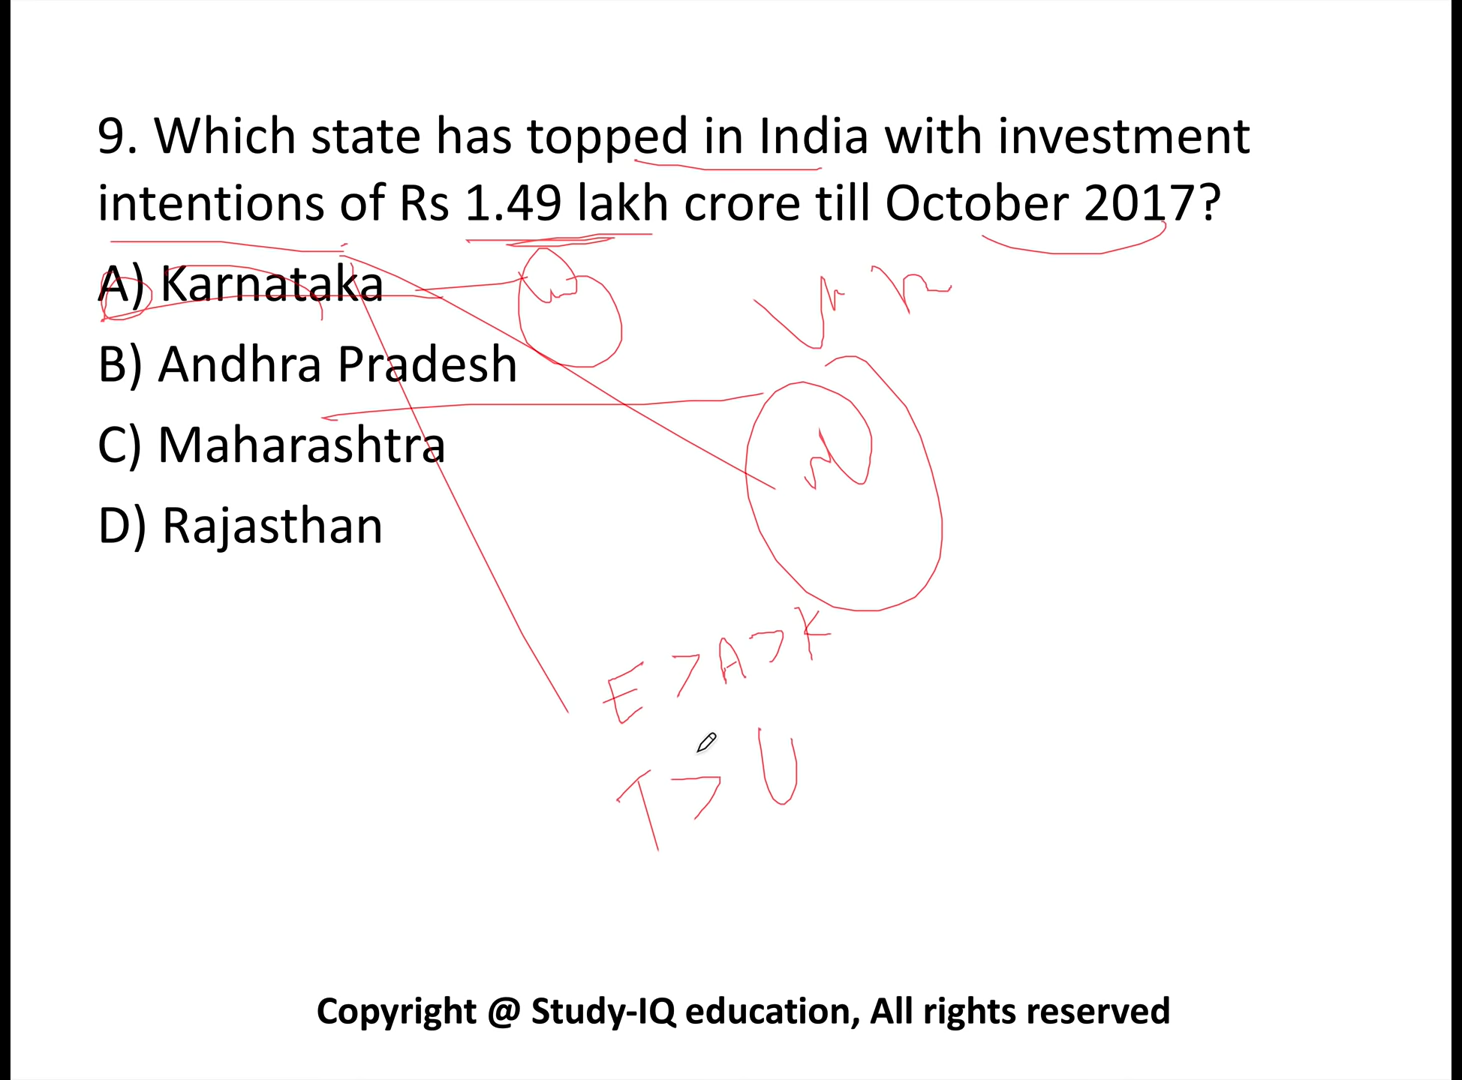 9. Which state has topped in India with investment
intentions of Rs 1.49 lakh crore till October 2017?
A) Karnataka
B) Andhra Pradesh
C) Maharashtra
D) Rajasthan
E > A > K
T > U
Copyright @ Study-IQ education, All rights reserved